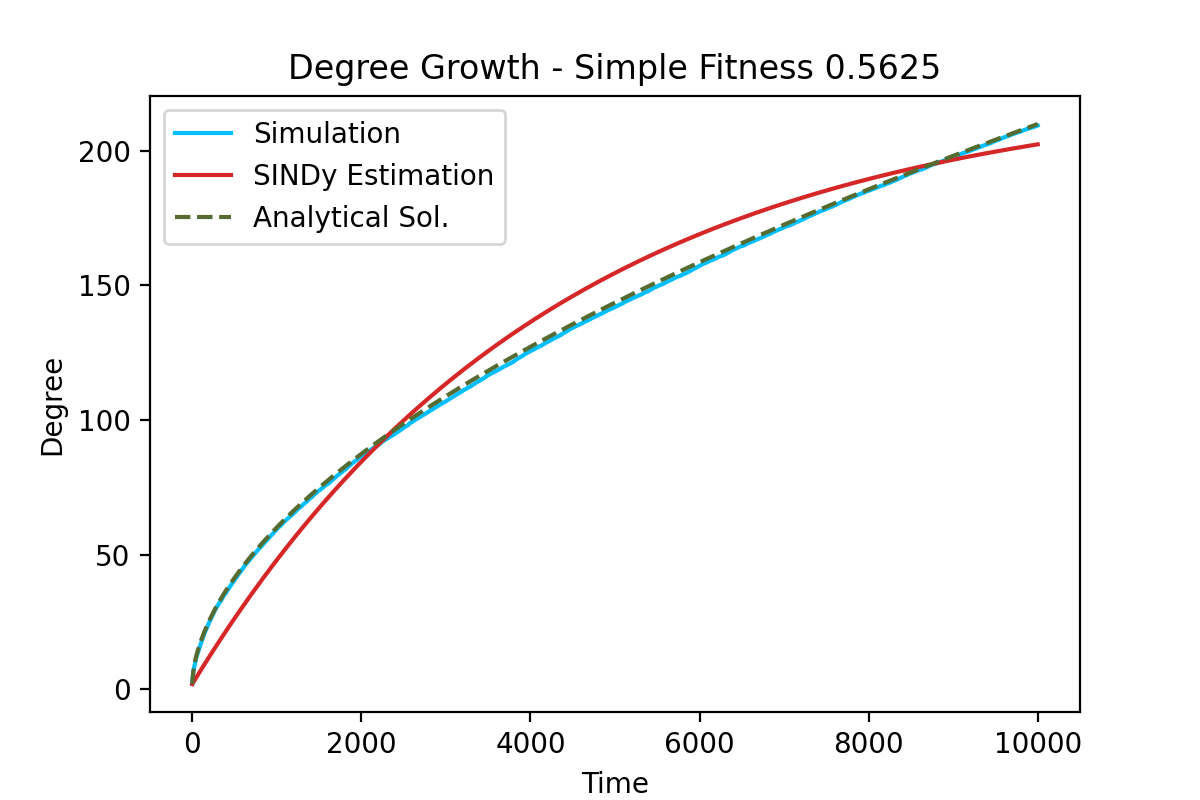 Degree Growth - Simple Fitness 0.5625
Simulation
SINDy Estimation
Analytical Sol.
200
150
100
50
0
Degree
0 2000 4000 6000 8000 10000
Time